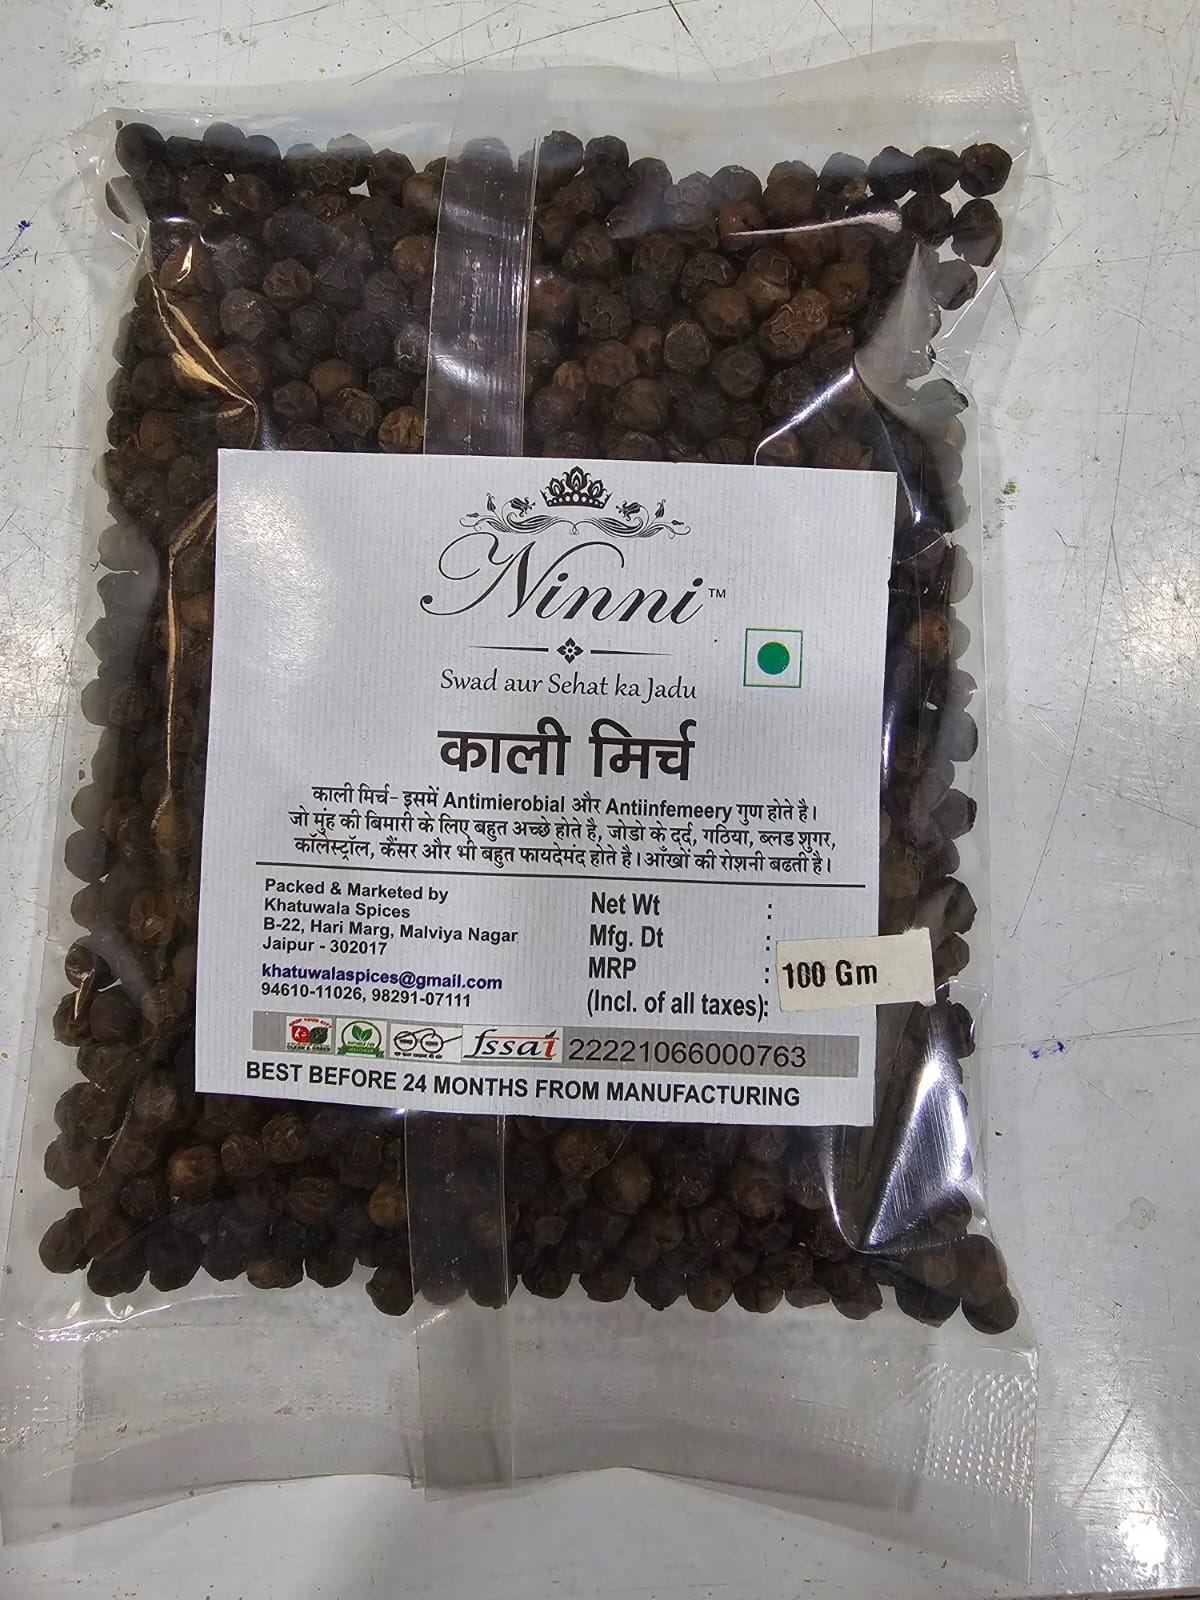 Ninni™
Swad aur Sehat ka Jadu
काली मिर्च
काली मिर्च- इसमें Antimierobial और Antiinfemeery गुण होते है।
जो मुंह की बिमारी के लिए बहुत अच्छे होते है, जोडो के दर्द, गठिया, ब्लड शुगर,
कॉलेस्ट्रॉल, कैंसर और भी बहुत फायदेमंद होते है। आँखों की रोशनी बढती है।
Packed & Marketed by
Khatuwala Spices
B-22, Hari Marg, Malviya Nagar
Jaipur - 302017
khatuwalaspices@gmail.com
94610-11026, 98291-07111
Net Wt :
Mfg. Dt :
MRP :
(Incl. of all taxes):
100 Gm
fssai 22221066000763
BEST BEFORE 24 MONTHS FROM MANUFACTURING